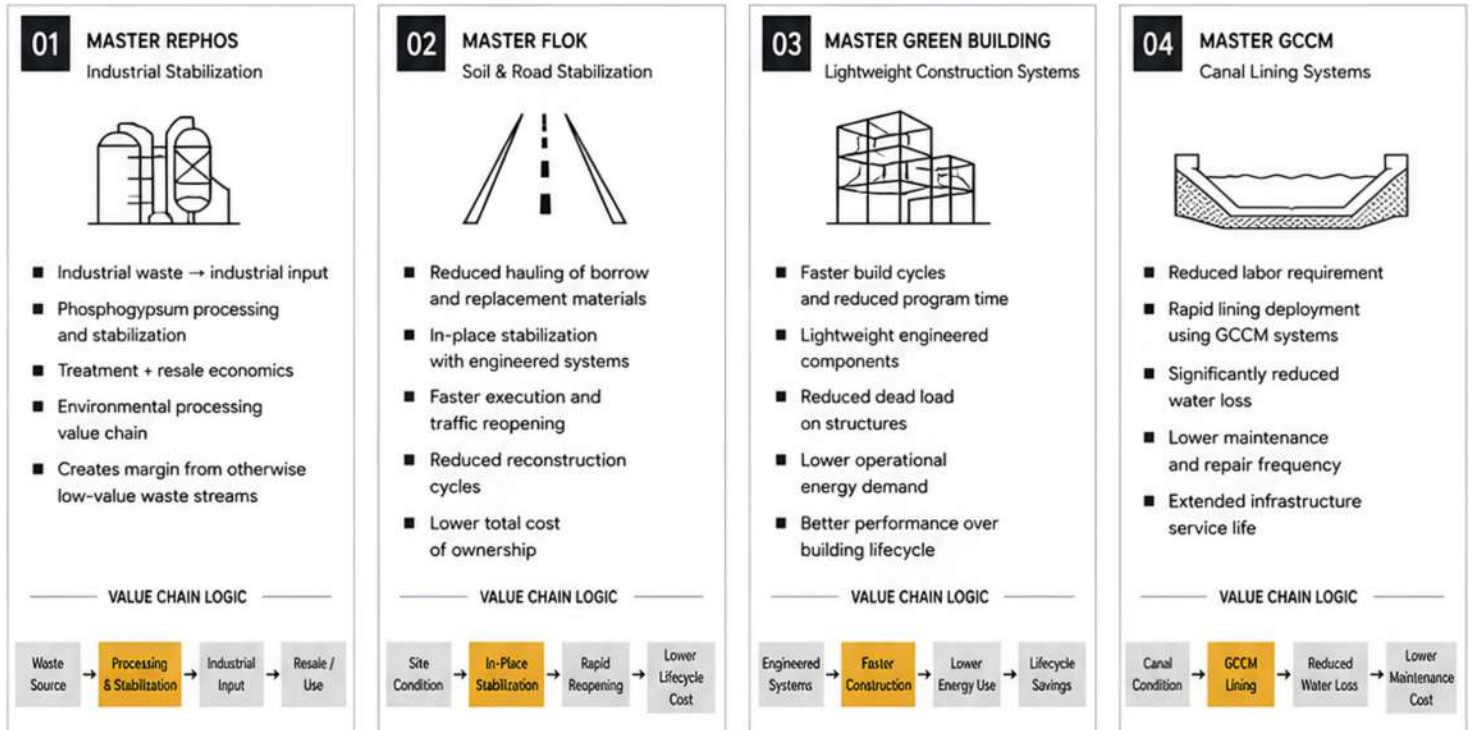 01 MASTER REPHOS
Industrial Stabilization
■ Industrial waste → industrial input
■ Phosphogypsum processing
and stabilization
■ Treatment + resale economics
■ Environmental processing
value chain
■ Creates margin from otherwise
low-value waste streams
VALUE CHAIN LOGIC
Waste
Source
→
Processing
& Stabilization
→
Industrial
Input
→
Resale /
Use
02 MASTER FLOK
Soil & Road Stabilization
■ Reduced hauling of borrow
and replacement materials
■ In-place stabilization
with engineered systems
■ Faster execution and
traffic reopening
■ Reduced reconstruction
cycles
■ Lower total cost
of ownership
VALUE CHAIN LOGIC
Site
Condition
→
In-Place
Stabilization
→
Rapid
Reopening
→
Lower
Lifecycle
Cost
03 MASTER GREEN BUILDING
Lightweight Construction Systems
■ Faster build cycles
and reduced program time
■ Lightweight engineered
components
■ Reduced dead load
on structures
■ Lower operational
energy demand
■ Better performance over
building lifecycle
VALUE CHAIN LOGIC
Engineered
Systems
→
Faster
Construction
→
Lower
Energy Use
→
Lifecycle
Savings
04 MASTER GCCM
Canal Lining Systems
■ Reduced labor requirement
■ Rapid lining deployment
using GCCM systems
■ Significantly reduced
water loss
■ Lower maintenance
and repair frequency
■ Extended infrastructure
service life
VALUE CHAIN LOGIC
Canal
Condition
→
GCCM
Lining
→
Reduced
Water Loss
→
Lower
Maintenance
Cost